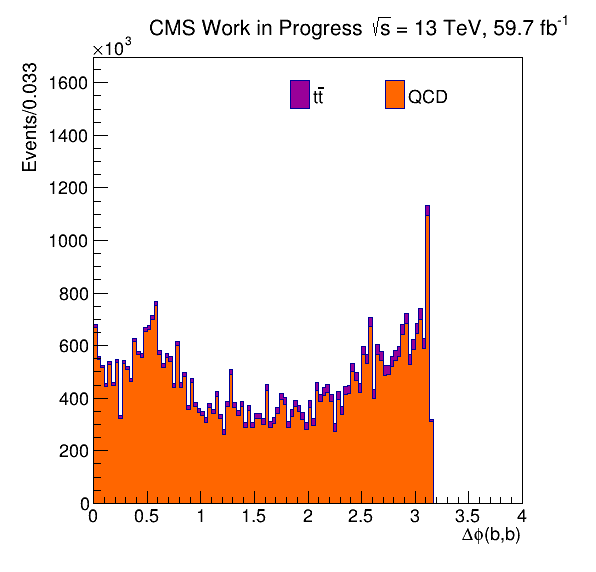 CMS Work in Progress √s = 13 TeV, 59.7 fb⁻¹
×10³
Events/0.033
1600
1400
1200
1000
800
600
400
200
0
tt̄
QCD
0 0.5 1 1.5 2 2.5 3 3.5 4
Δϕ(b,b)